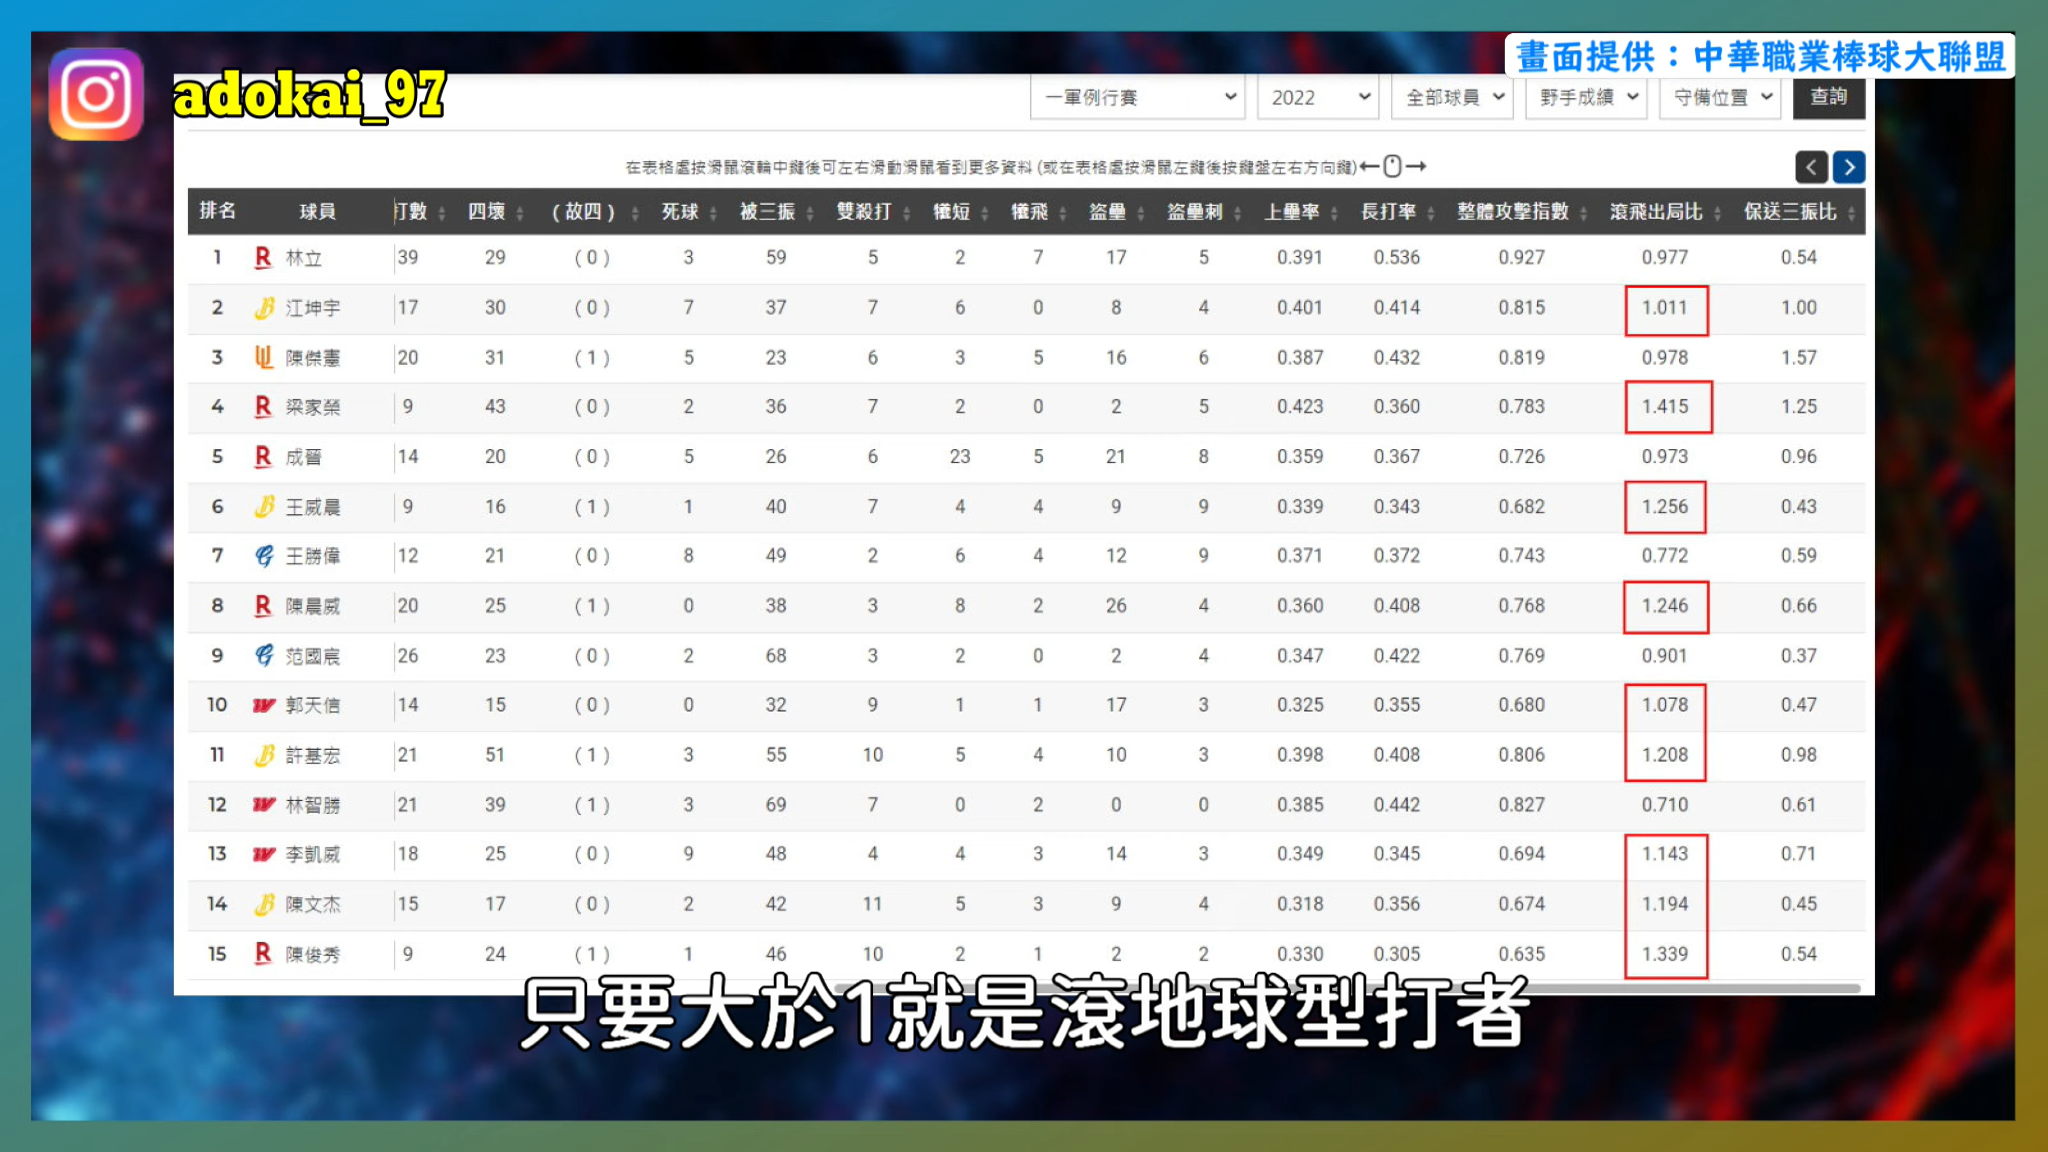 畫面提供：中華職業棒球大聯盟
adokai_97
一軍例行賽 2022 全部球員 野手成績 守備位置 查詢
在表格處按滑鼠滾輪中鍵後可左右滑動滑鼠看到更多資料 (或在表格處按滑鼠左鍵後按鍵盤左右方向鍵)
排名 球員 打數 四壞 (故四) 死球 被三振 雙殺打 犧短 犧飛 盜壘 盜壘刺 上壘率 長打率 整體攻擊指數 滾飛出局比 保送三振比
1 R 林立 39 29 (0) 3 59 5 2 7 17 5 0.391 0.536 0.927 0.977 0.54
2 B 江坤宇 17 30 (0) 7 37 7 6 0 8 4 0.401 0.414 0.815 1.011 1.00
3 UL 陳傑憲 20 31 (1) 5 23 6 3 5 16 6 0.387 0.432 0.819 0.978 1.57
4 R 梁家榮 9 43 (0) 2 36 7 2 0 2 5 0.423 0.360 0.783 1.415 1.25
5 R 成晉 14 20 (0) 5 26 6 23 5 21 8 0.359 0.367 0.726 0.973 0.96
6 B 王威晨 9 16 (1) 1 40 7 4 4 9 9 0.339 0.343 0.682 1.256 0.43
7 G 王勝偉 12 21 (0) 8 49 2 6 4 12 9 0.371 0.372 0.743 0.772 0.59
8 R 陳晨威 20 25 (1) 0 38 3 8 2 26 4 0.360 0.408 0.768 1.246 0.66
9 G 范國宸 26 23 (0) 2 68 3 2 0 2 4 0.347 0.422 0.769 0.901 0.37
10 W 郭天信 14 15 (0) 0 32 9 1 1 17 3 0.325 0.355 0.680 1.078 0.47
11 B 許基宏 21 51 (1) 3 55 10 5 4 10 3 0.398 0.408 0.806 1.208 0.98
12 W 林智勝 21 39 (1) 3 69 7 0 2 0 0 0.385 0.442 0.827 0.710 0.61
13 W 李凱威 18 25 (0) 9 48 4 4 3 14 3 0.349 0.345 0.694 1.143 0.71
14 B 陳文杰 15 17 (0) 2 42 11 5 3 9 4 0.318 0.356 0.674 1.194 0.45
15 R 陳俊秀 9 24 (1) 1 46 10 2 1 2 2 0.330 0.305 0.635 1.339 0.54
只要大於1就是滾地球型打者